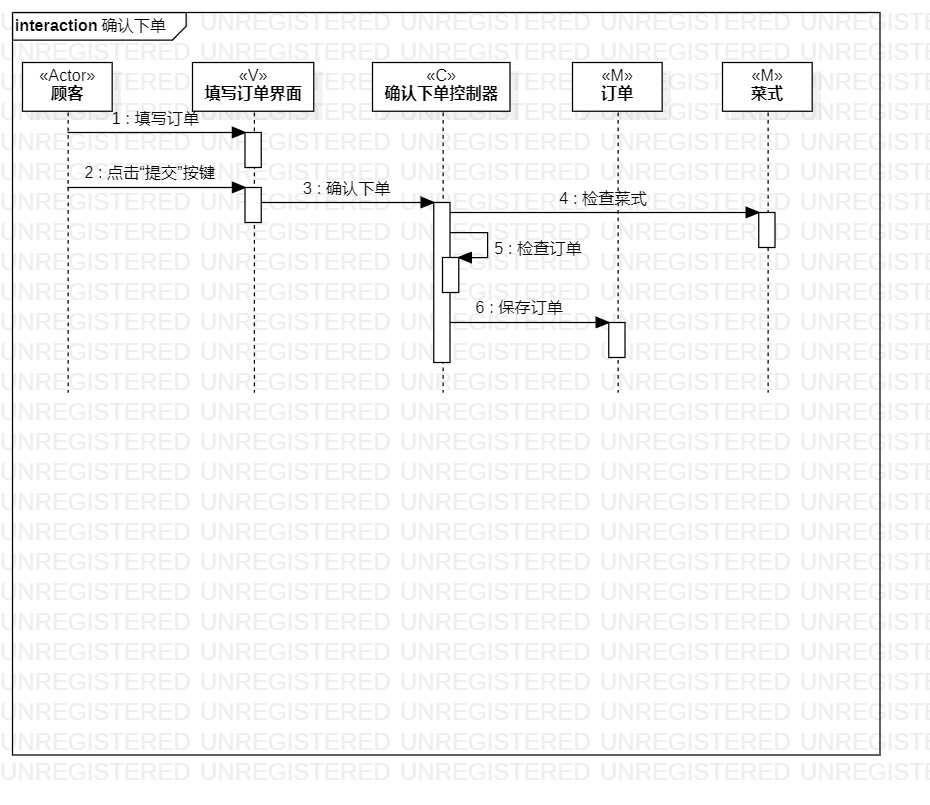 interaction 确认下单
«Actor»
顾客
«V»
填写订单界面
«C»
确认下单控制器
«M»
订单
«M»
菜式
1 : 填写订单
2 : 点击“提交”按键
3 : 确认下单
4 : 检查菜式
5 : 检查订单
6 : 保存订单
UNREGISTERED UNREGISTERED UNREGISTERED UNREGISTERED UNREGISTERED